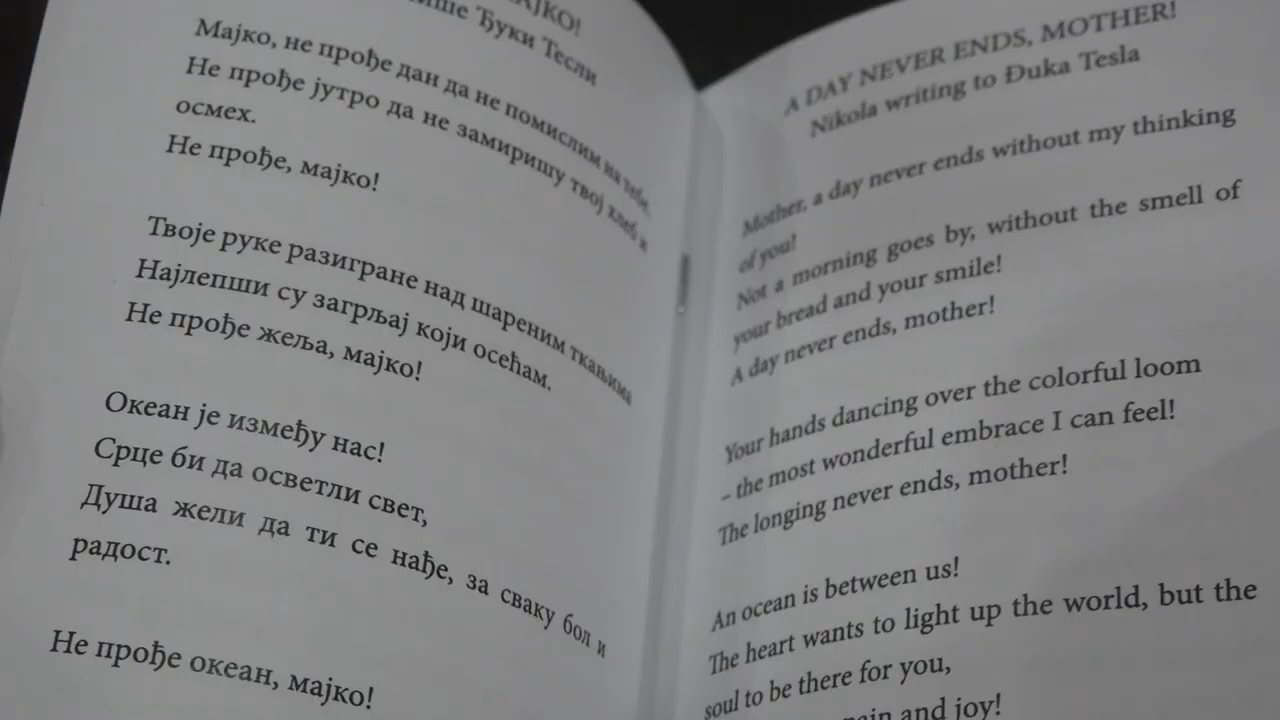 МАЈКО!
пише Ђуки Тесли
Мајко, не прође дан да не помислим на тебе,
Не прође јутро да не замиришу твој хлеб и
осмех.
Не прође, мајко!
Твоје руке разигране над шареним ткањима
Најлепши су загрљај који осећам.
Не прође жеља, мајко!
Океан је између нас!
Срце би да осветли свет,
Душа жели да ти се нађе, за сваку бол и
радост.
Не прође океан, мајко!
A DAY NEVER ENDS, MOTHER!
Nikola writing to Đuka Tesla
Mother, a day never ends without my thinking
of you!
Not a morning goes by, without the smell of
your bread and your smile!
A day never ends, mother!
Your hands dancing over the colorful loom
– the most wonderful embrace I can feel!
The longing never ends, mother!
An ocean is between us!
The heart wants to light up the world, but the
soul to be there for you,
pain and joy!